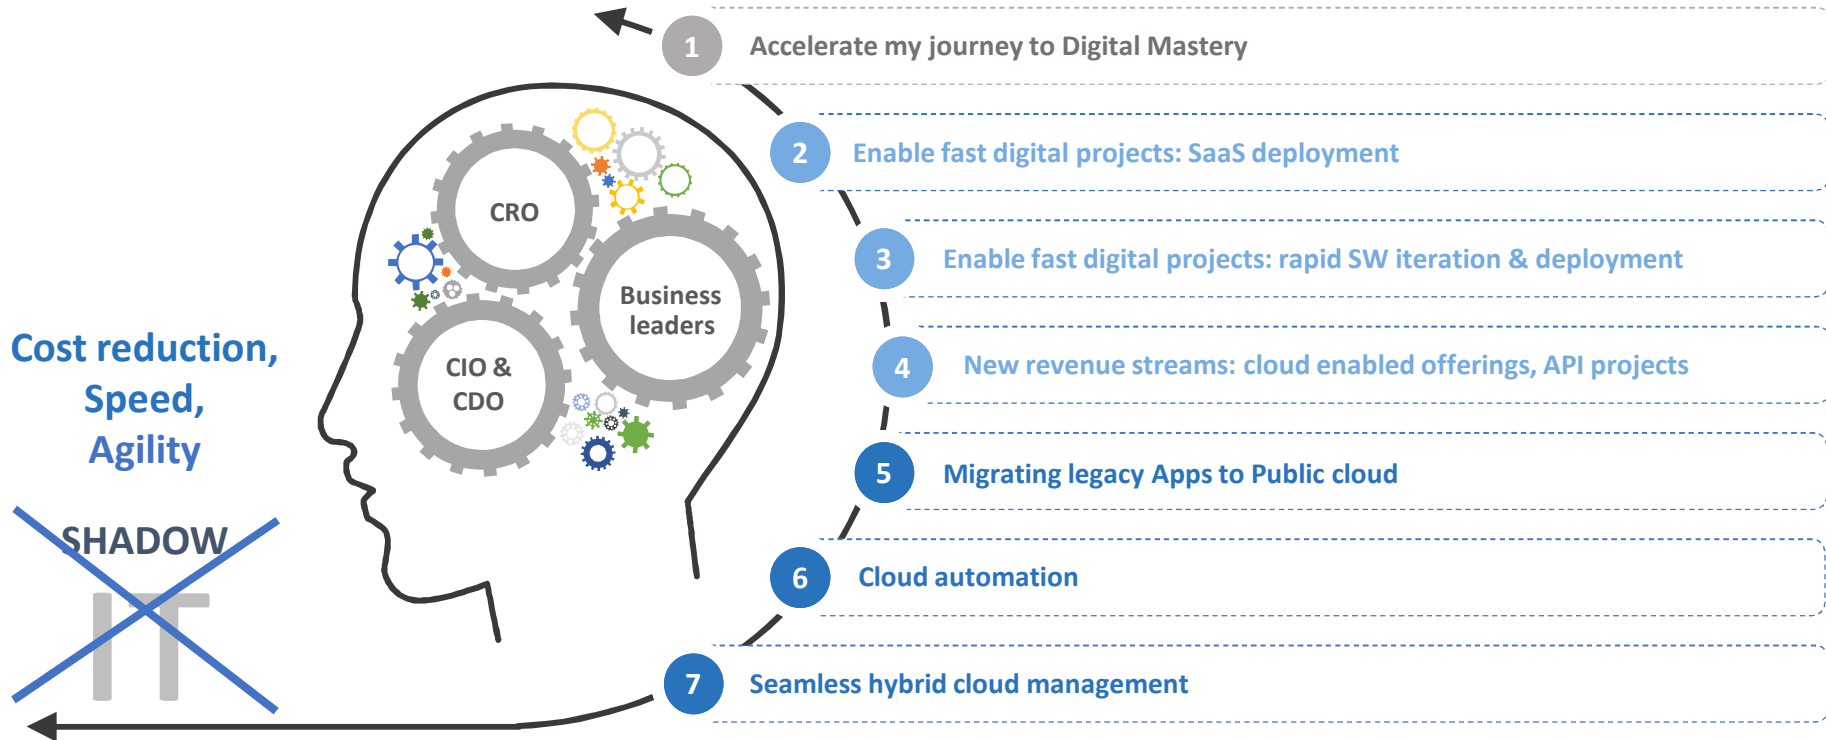 1
Accelerate my journey to Digital Mastery
2
Enable fast digital projects: SaaS deployment
3
Enable fast digital projects: rapid SW iteration & deployment
4
New revenue streams: cloud enabled offerings, API projects
5
Migrating legacy Apps to Public cloud
6
Cloud automation
7
Seamless hybrid cloud management
CRO
Business
leaders
CIO &
CDO
Cost reduction,
Speed,
Agility
SHADOW
IT